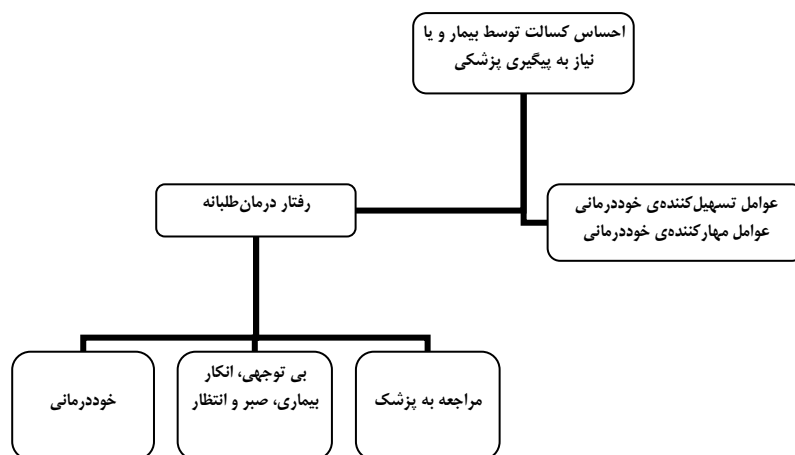 احساس کسالت توسط بیمار و یا
نیاز به پیگیری پزشکی
عوامل تسهیل‌کننده‌ی خوددرمانی
عوامل مهارکننده‌ی خوددرمانی
رفتار درمان‌طلبانه
مراجعه به پزشک
بی توجهی، انکار
بیماری، صبر و انتظار
خوددرمانی